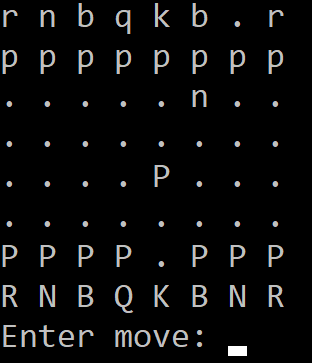 r n b q k b . r
p p p p p p p p
. . . . . n . .
. . . . . . . .
. . . . P . . .
. . . . . . . .
P P P P . P P P
R N B Q K B N R
Enter move: